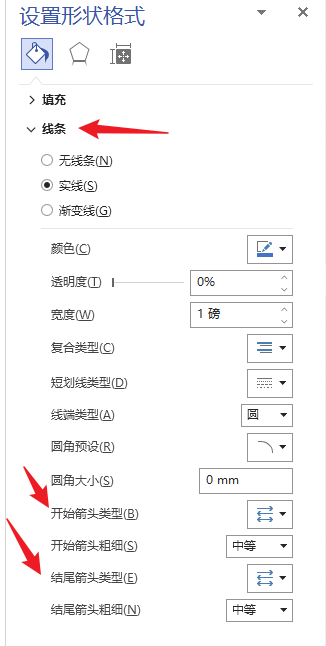 设置形状格式
填充
线条
无线条(N)
实线(S)
渐变线(G)
颜色(C)
透明度(T) 0%
宽度(W) 1 磅
复合类型(C)
短划线类型(D)
线端类型(A) 圆
圆角预设(R)
圆角大小(S) 0 mm
开始箭头类型(B)
开始箭头粗细(S) 中等
结尾箭头类型(E)
结尾箭头粗细(N) 中等